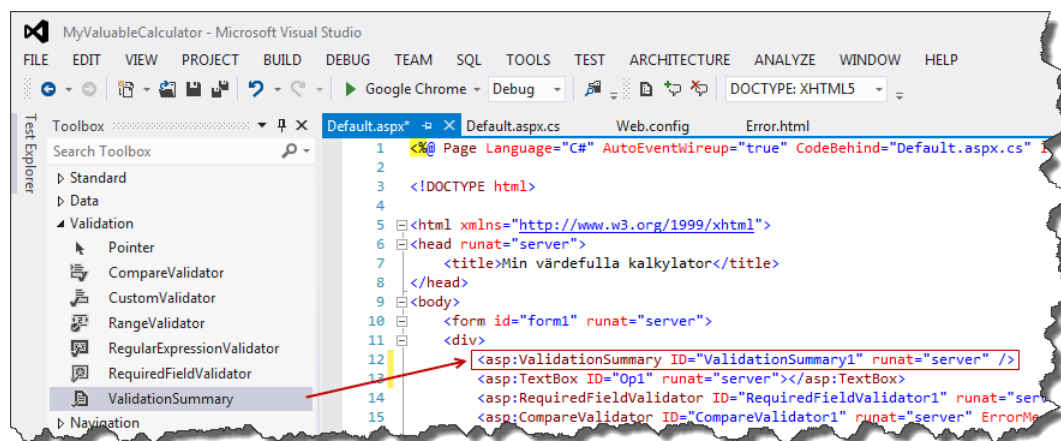 MyValuableCalculator - Microsoft Visual Studio
FILE EDIT VIEW PROJECT BUILD DEBUG TEAM SQL TOOLS TEST ARCHITECTURE ANALYZE WINDOW HELP
Google Chrome Debug DOCTYPE: XHTML5
Test Explorer
Toolbox
Search Toolbox
Standard
Data
Validation
Pointer
CompareValidator
CustomValidator
RangeValidator
RegularExpressionValidator
RequiredFieldValidator
ValidationSummary
Navigation
Default.aspx* Default.aspx.cs Web.config Error.html
1 <%@ Page Language="C#" AutoEventWireup="true" CodeBehind="Default.aspx.cs"
2
3 <!DOCTYPE html>
4
5 <html xmlns="http://www.w3.org/1999/xhtml">
6 <head runat="server">
7 <title>Min värdefulla kalkylator</title>
8 </head>
9 <body>
10 <form id="form1" runat="server">
11 <div>
12 <asp:ValidationSummary ID="ValidationSummary1" runat="server" />
13 <asp:TextBox ID="Op1" runat="server"></asp:TextBox>
14 <asp:RequiredFieldValidator ID="RequiredFieldValidator1" runat="serv
15 <asp:CompareValidator ID="CompareValidator1" runat="server" ErrorMe